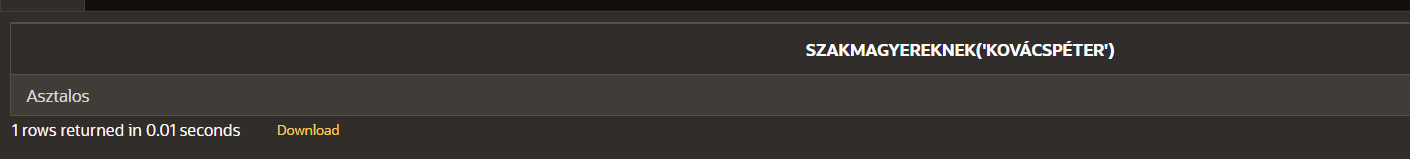 SZAKMAGYEREKNEK('KOVÁCSPÉTER')
Asztalos
1 rows returned in 0.01 seconds Download